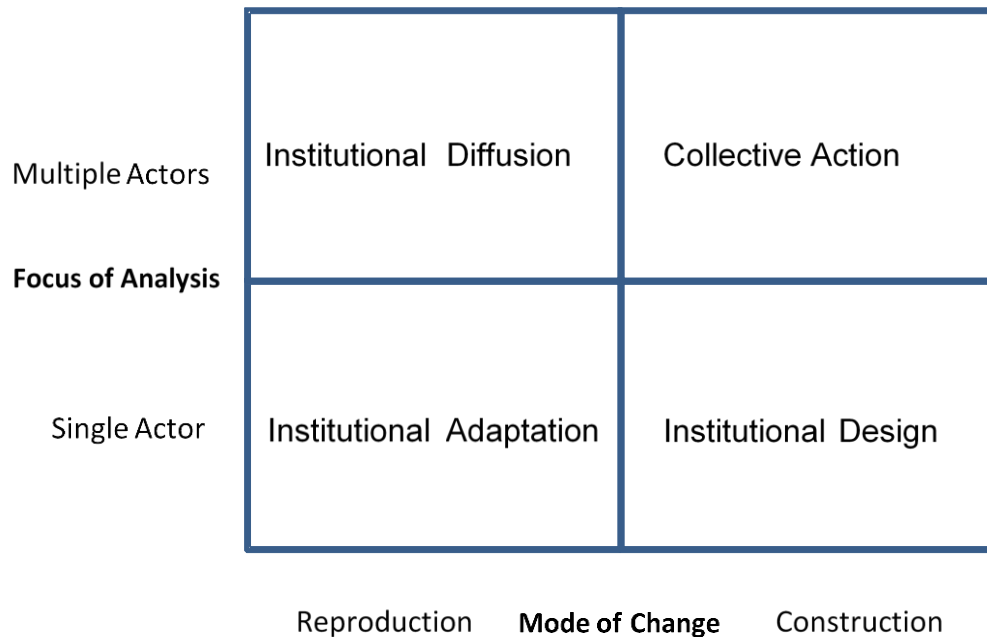 Institutional Diffusion
Collective Action
Multiple Actors
Focus of Analysis
Single Actor
Institutional Adaptation
Institutional Design
Reproduction
Mode of Change
Construction